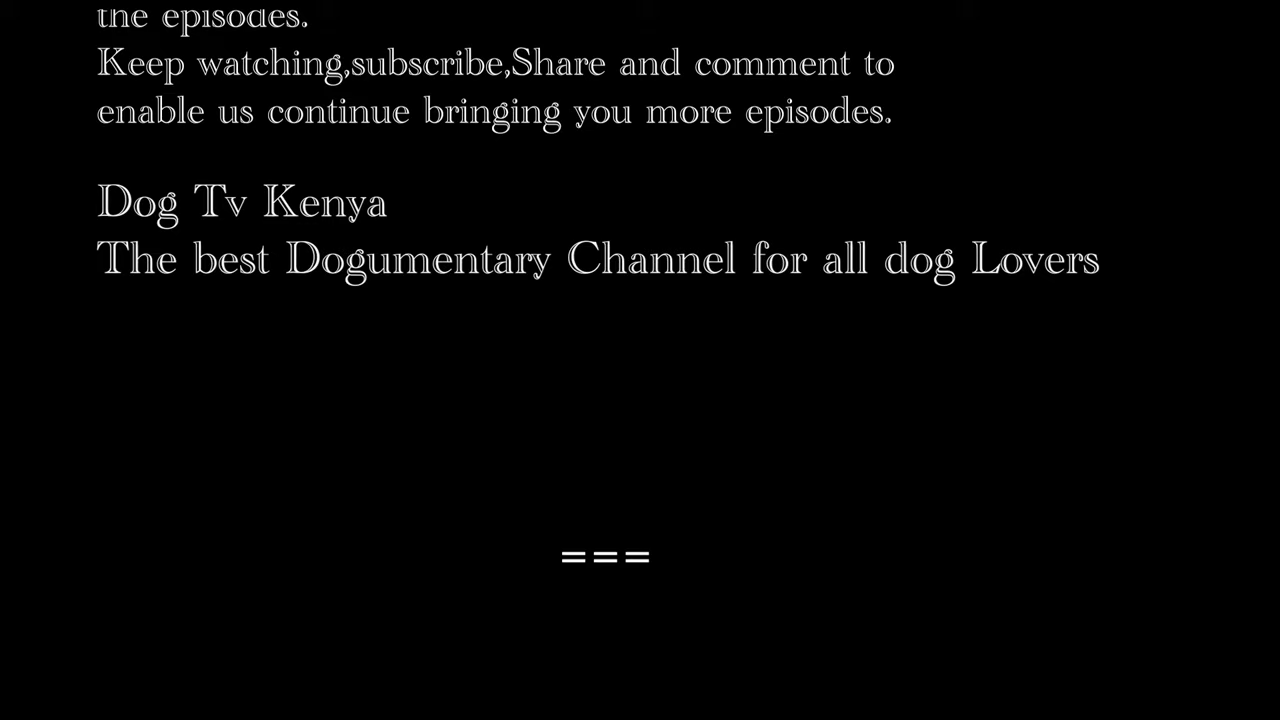 the episodes.
Keep watching,subscribe,Share and comment to
enable us continue bringing you more episodes.
Dog Tv Kenya
The best Dogumentary Channel for all dog Lovers
===